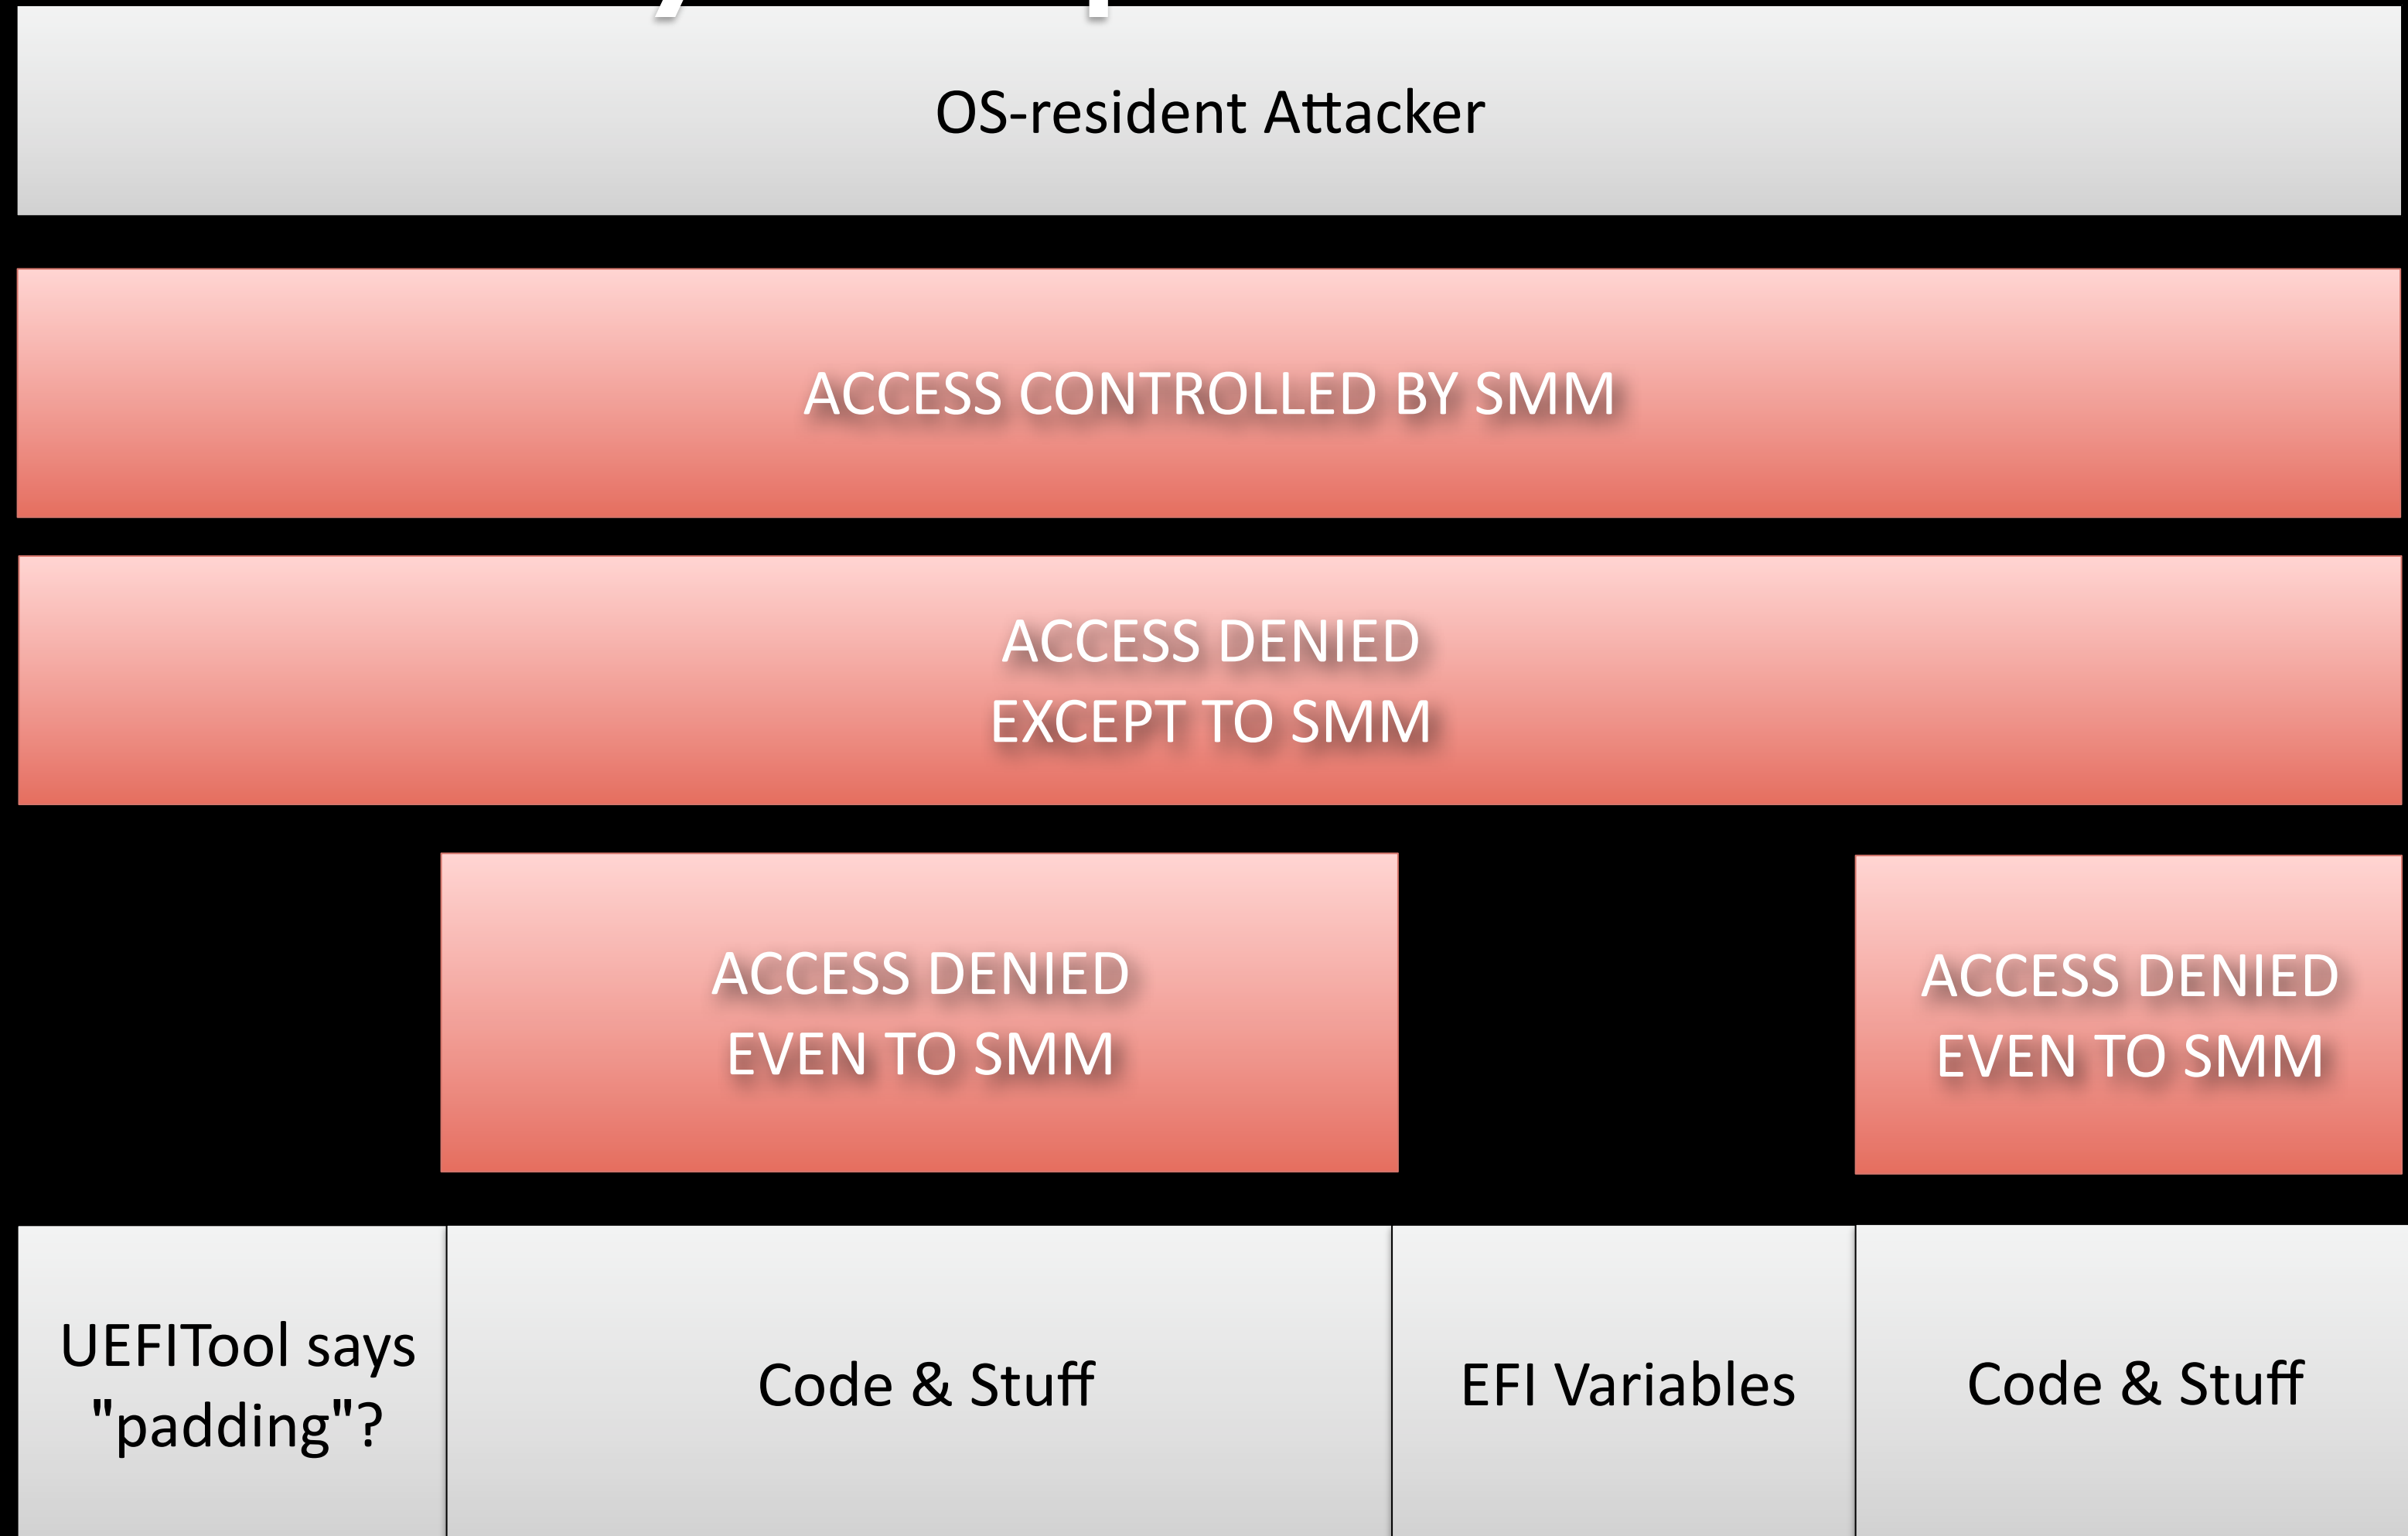 OS-resident Attacker
ACCESS CONTROLLED BY SMM
ACCESS DENIED
EXCEPT TO SMM
ACCESS DENIED
EVEN TO SMM
ACCESS DENIED
EVEN TO SMM
UEFITool says
"padding"?
Code & Stuff
EFI Variables
Code & Stuff